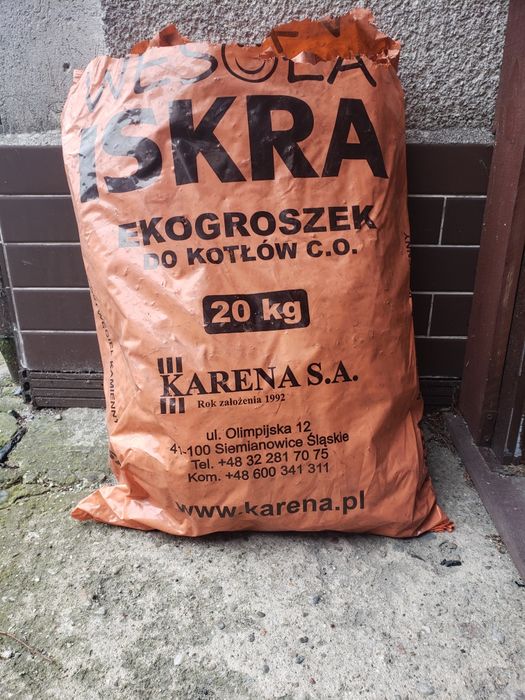 WESOŁA
ISKRA
EKOGROSZEK
DO KOTŁÓW C.O.
20 kg
KARENA S.A.
Rok założenia 1992
ul. Olimpijska 12
41-100 Siemianowice Śląskie
Tel. +48 32 281 70 75
Kom. +48 600 341 311
www.karena.pl